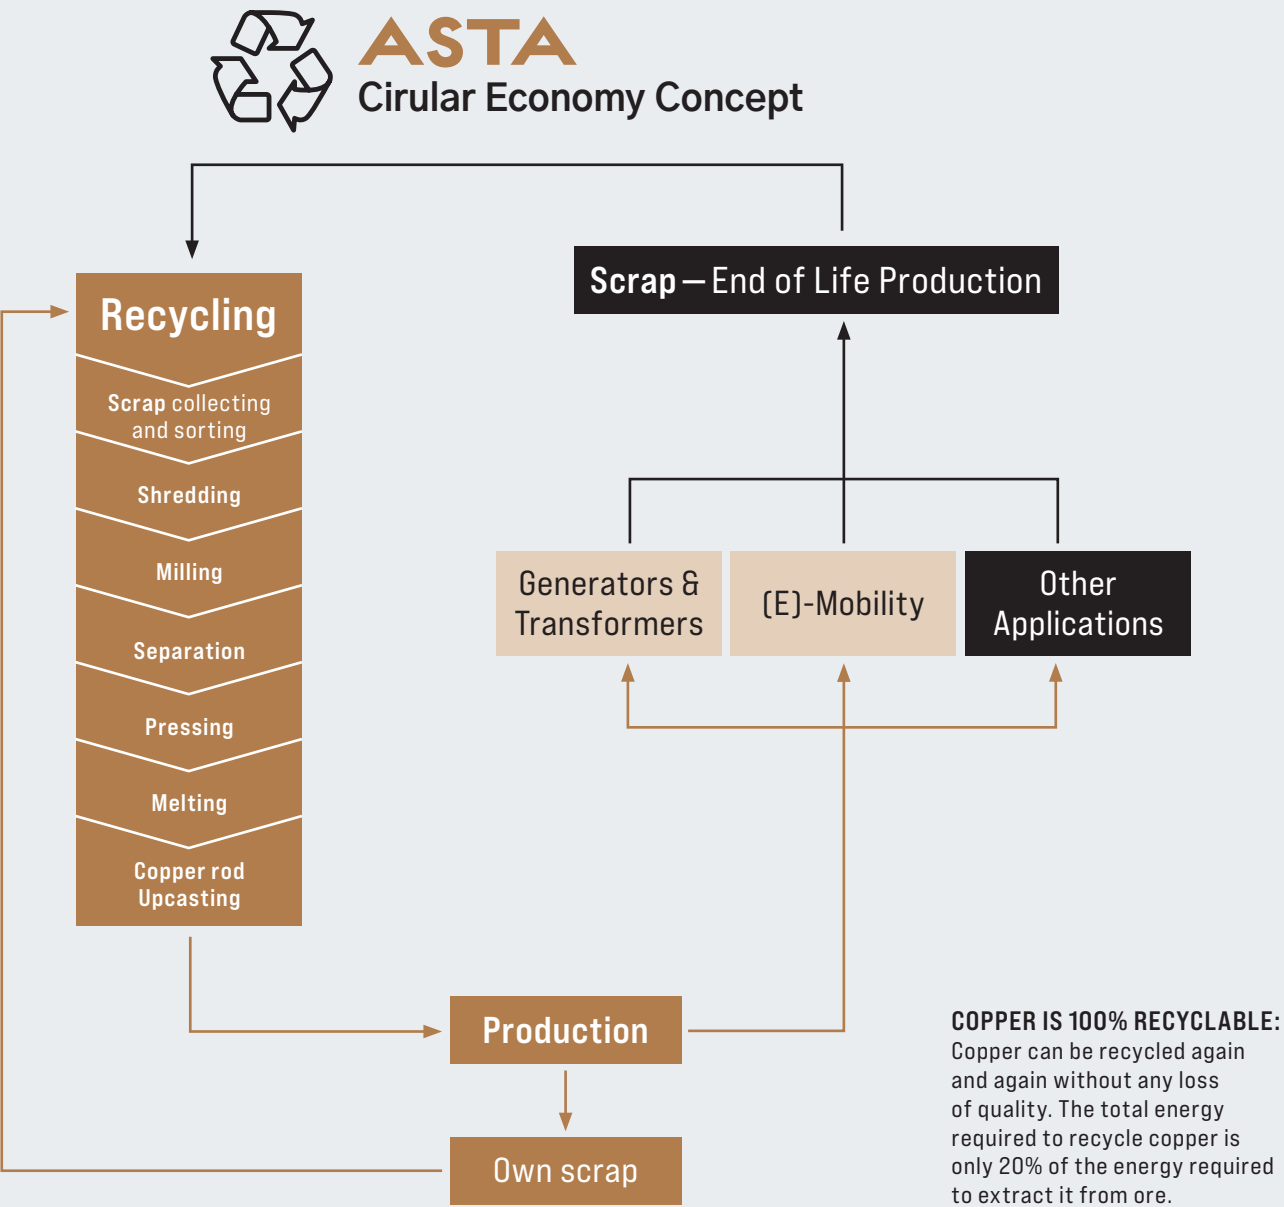 ASTA
Cirular Economy Concept
Scrap – End of Life Production
Recycling
Scrap collecting
and sorting
Shredding
Milling
Separation
Pressing
Melting
Copper rod
Upcasting
Generators &
Transformers
(E)-Mobility
Other
Applications
Production
Own scrap
COPPER IS 100% RECYCLABLE:
Copper can be recycled again
and again without any loss
of quality. The total energy
required to recycle copper is
only 20% of the energy required
to extract it from ore.